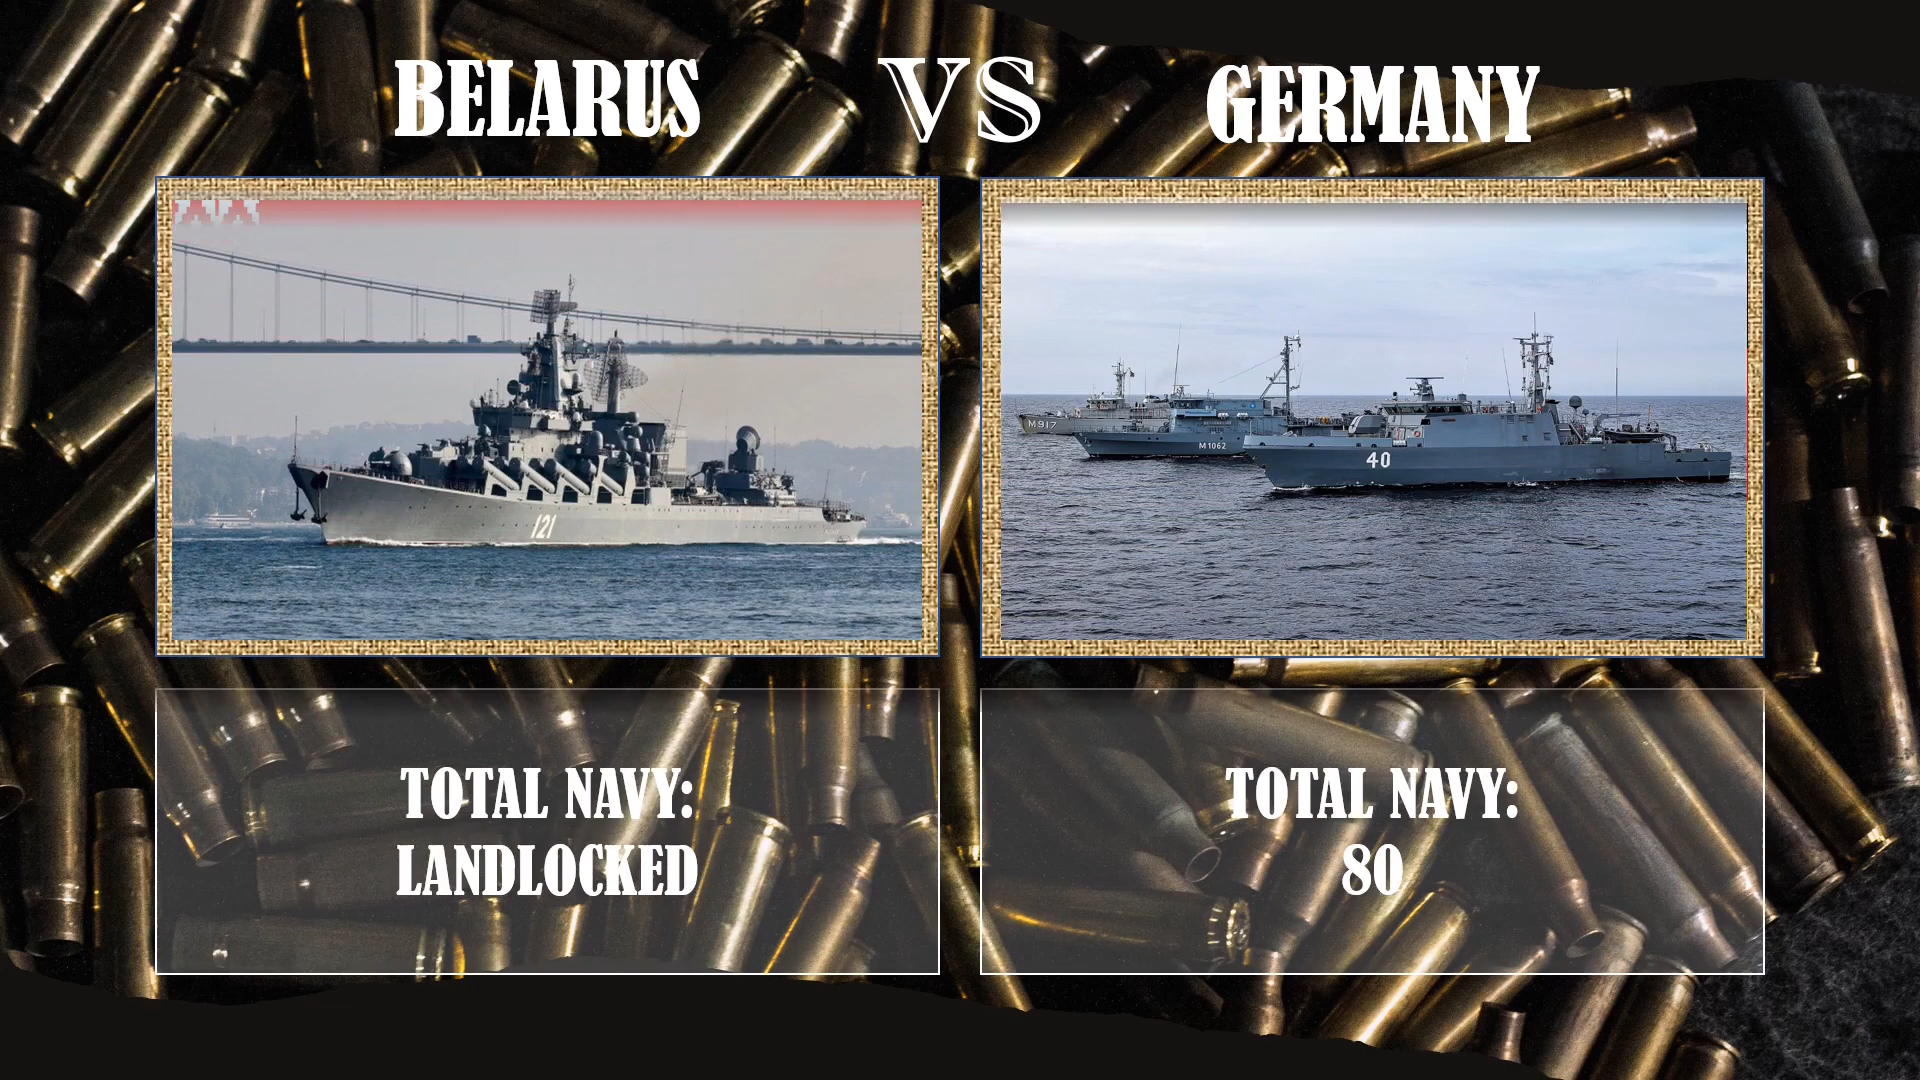 BELARUS VS GERMANY
121
M917
M1062
40
TOTAL NAVY:
LANDLOCKED
TOTAL NAVY:
80